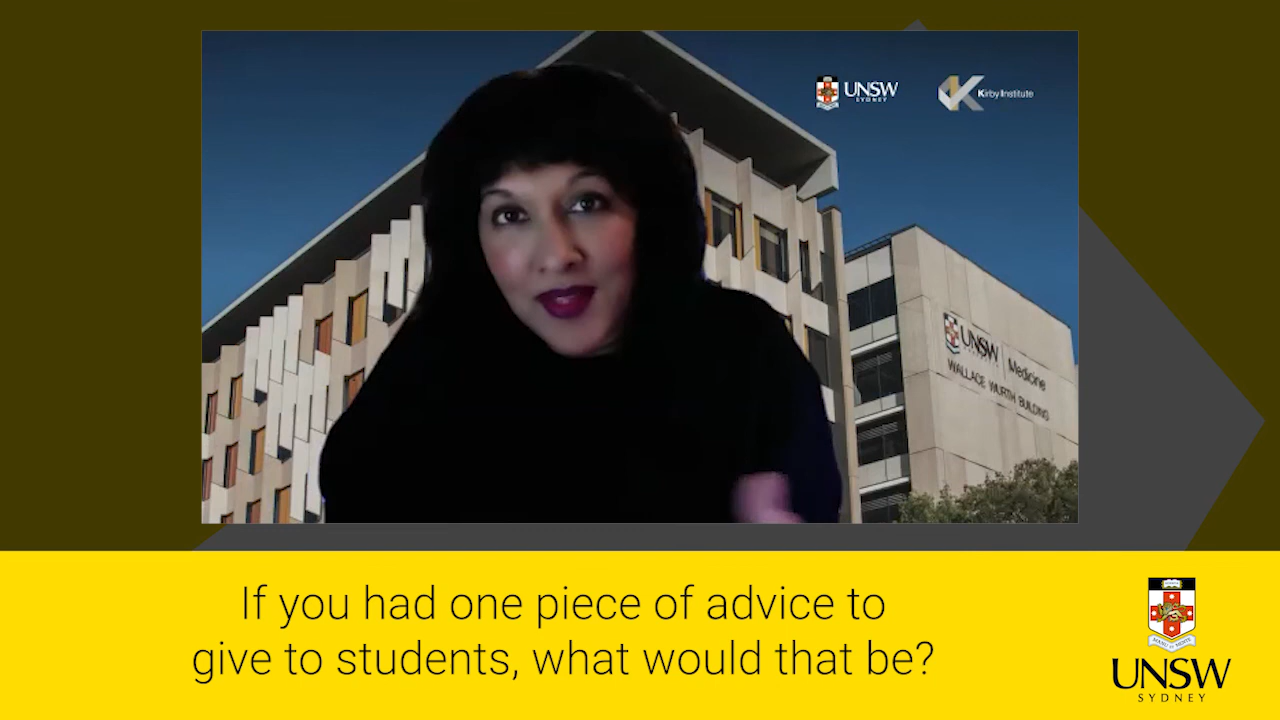 UNSW
SYDNEY
Kirby Institute
UNSW
SYDNEY
Medicine
WALLACE WURTH BUILDING
If you had one piece of advice to
give to students, what would that be?
UNSW
SYDNEY